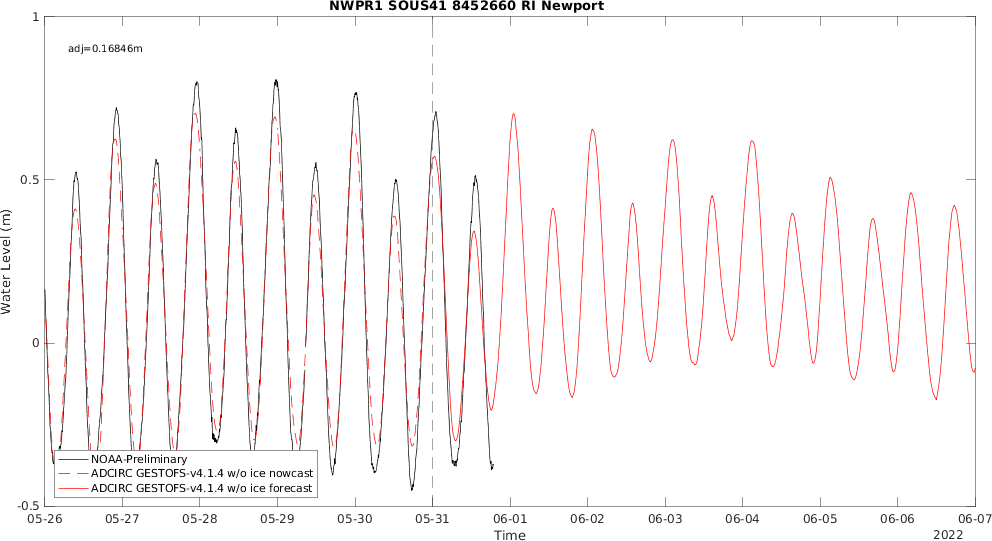 NWPR1 SOUS41 8452660 RI Newport
1
adj=0.16846m
0.5
Water Level (m)
0
NOAA-Preliminary
ADCIRC GESTOFS-v4.1.4 w/o ice nowcast
ADCIRC GESTOFS-v4.1.4 w/o ice forecast
-0.5
05-26 05-27 05-28 05-29 05-30 05-31 06-01 06-02 06-03 06-04 06-05 06-06 06-07
Time
2022